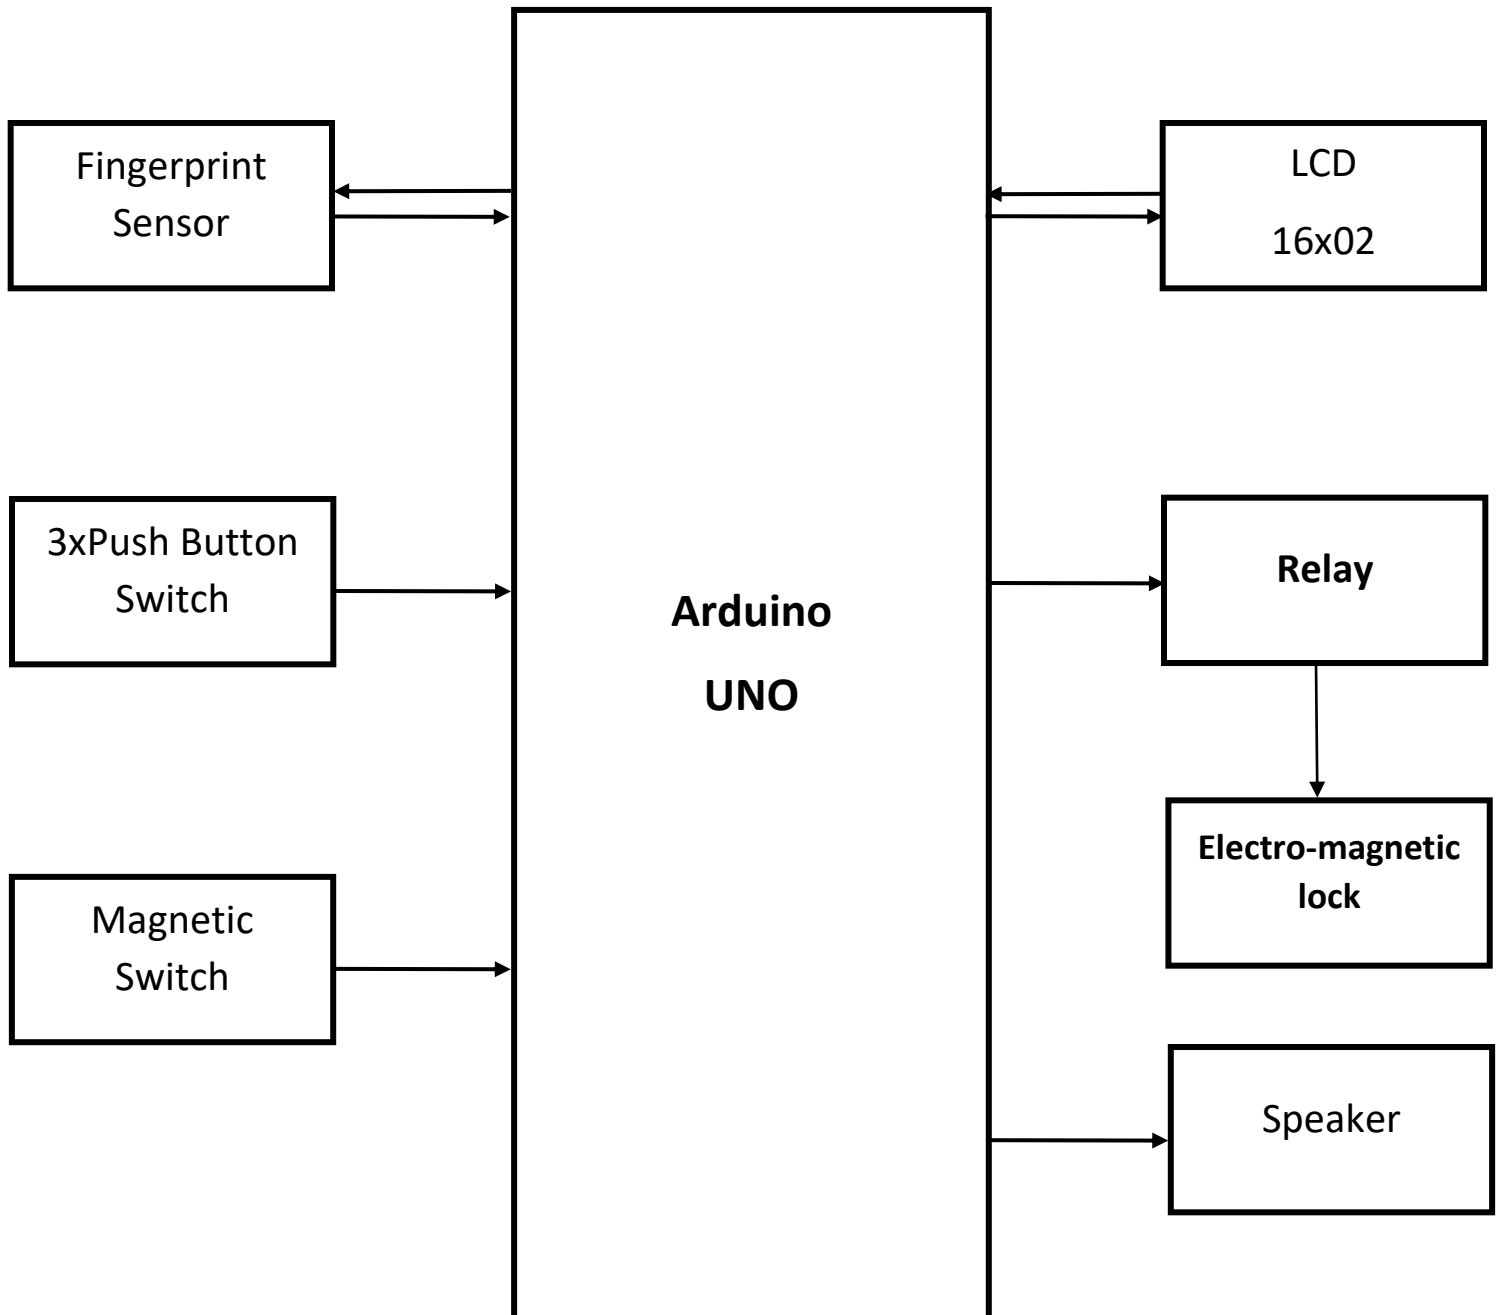 Fingerprint
Sensor
3xPush Button
Switch
Magnetic
Switch
Arduino
UNO
LCD
16x02
Relay
Electro-magnetic
lock
Speaker